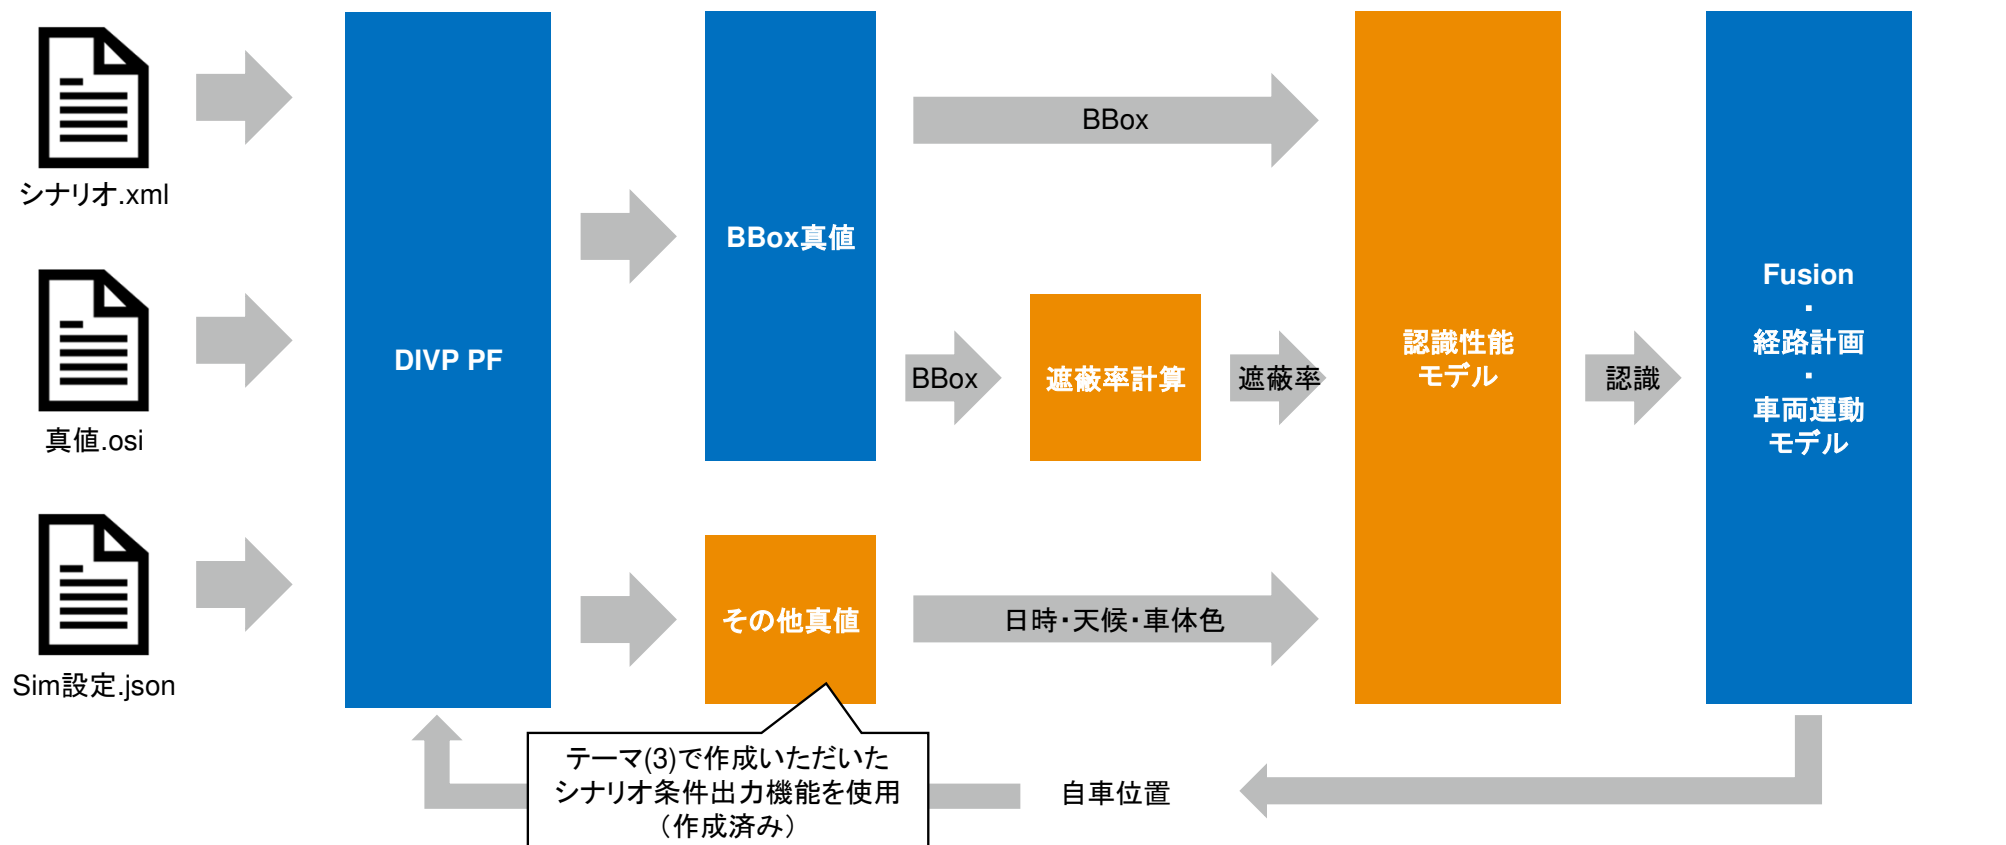 シナリオ.xml
真値.osi
Sim設定.json
DIVP PF
BBox真値
その他真値
BBox
BBox
遮蔽率計算
遮蔽率
日時・天候・車体色
認識性能
モデル
認識
Fusion
・
経路計画
・
車両運動
モデル
テーマ(3)で作成いただいた
シナリオ条件出力機能を使用
（作成済み）
自車位置